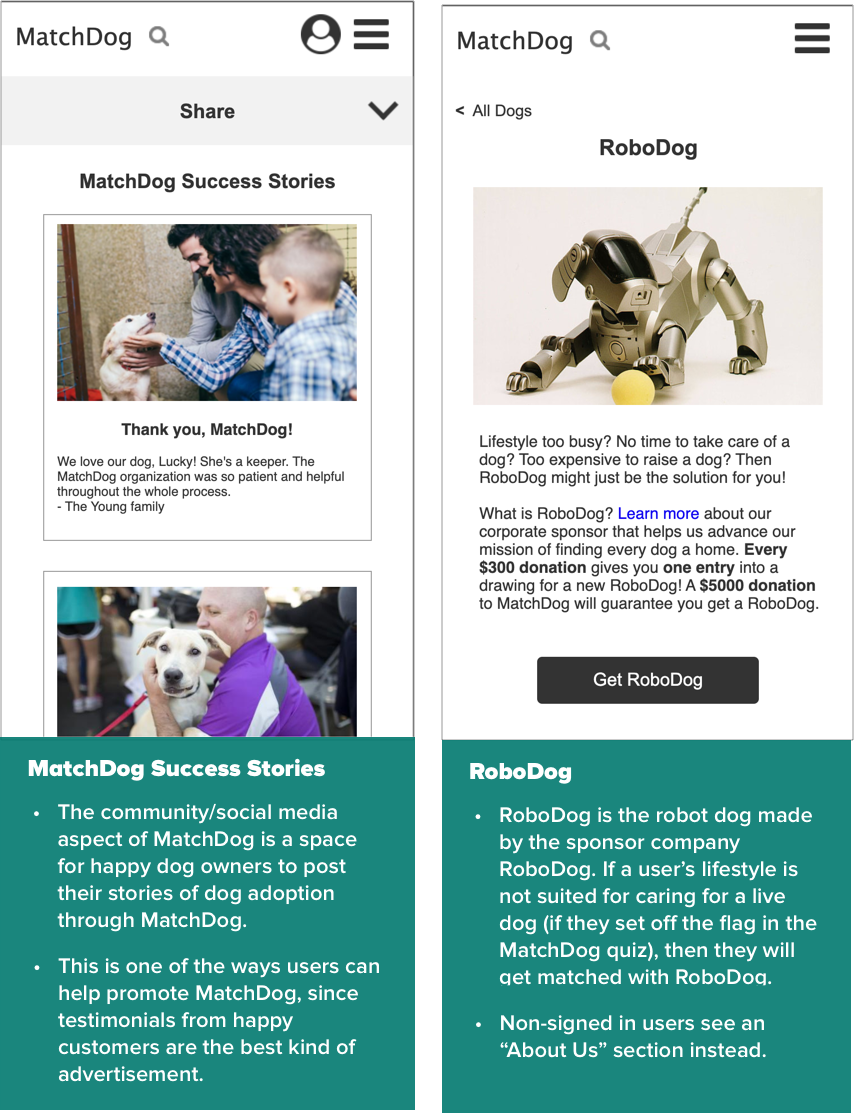 MatchDog
Share
MatchDog Success Stories
Thank you, MatchDog!
We love our dog, Lucky! She's a keeper. The
MatchDog organization was so patient and helpful
throughout the whole process.
- The Young family
MatchDog Success Stories
• The community/social media
aspect of MatchDog is a space
for happy dog owners to post
their stories of dog adoption
through MatchDog.
• This is one of the ways users can
help promote MatchDog, since
testimonials from happy
customers are the best kind of
advertisement.
MatchDog
< All Dogs
RoboDog
Lifestyle too busy? No time to take care of a
dog? Too expensive to raise a dog? Then
RoboDog might just be the solution for you!
What is RoboDog? Learn more about our
corporate sponsor that helps us advance our
mission of finding every dog a home. Every
$300 donation gives you one entry into a
drawing for a new RoboDog! A $5000 donation
to MatchDog will guarantee you get a RoboDog.
Get RoboDog
RoboDog
• RoboDog is the robot dog made
by the sponsor company
RoboDog. If a user’s lifestyle is
not suited for caring for a live
dog (if they set off the flag in the
MatchDog quiz), then they will
get matched with RoboDog.
• Non-signed in users see an
“About Us” section instead.